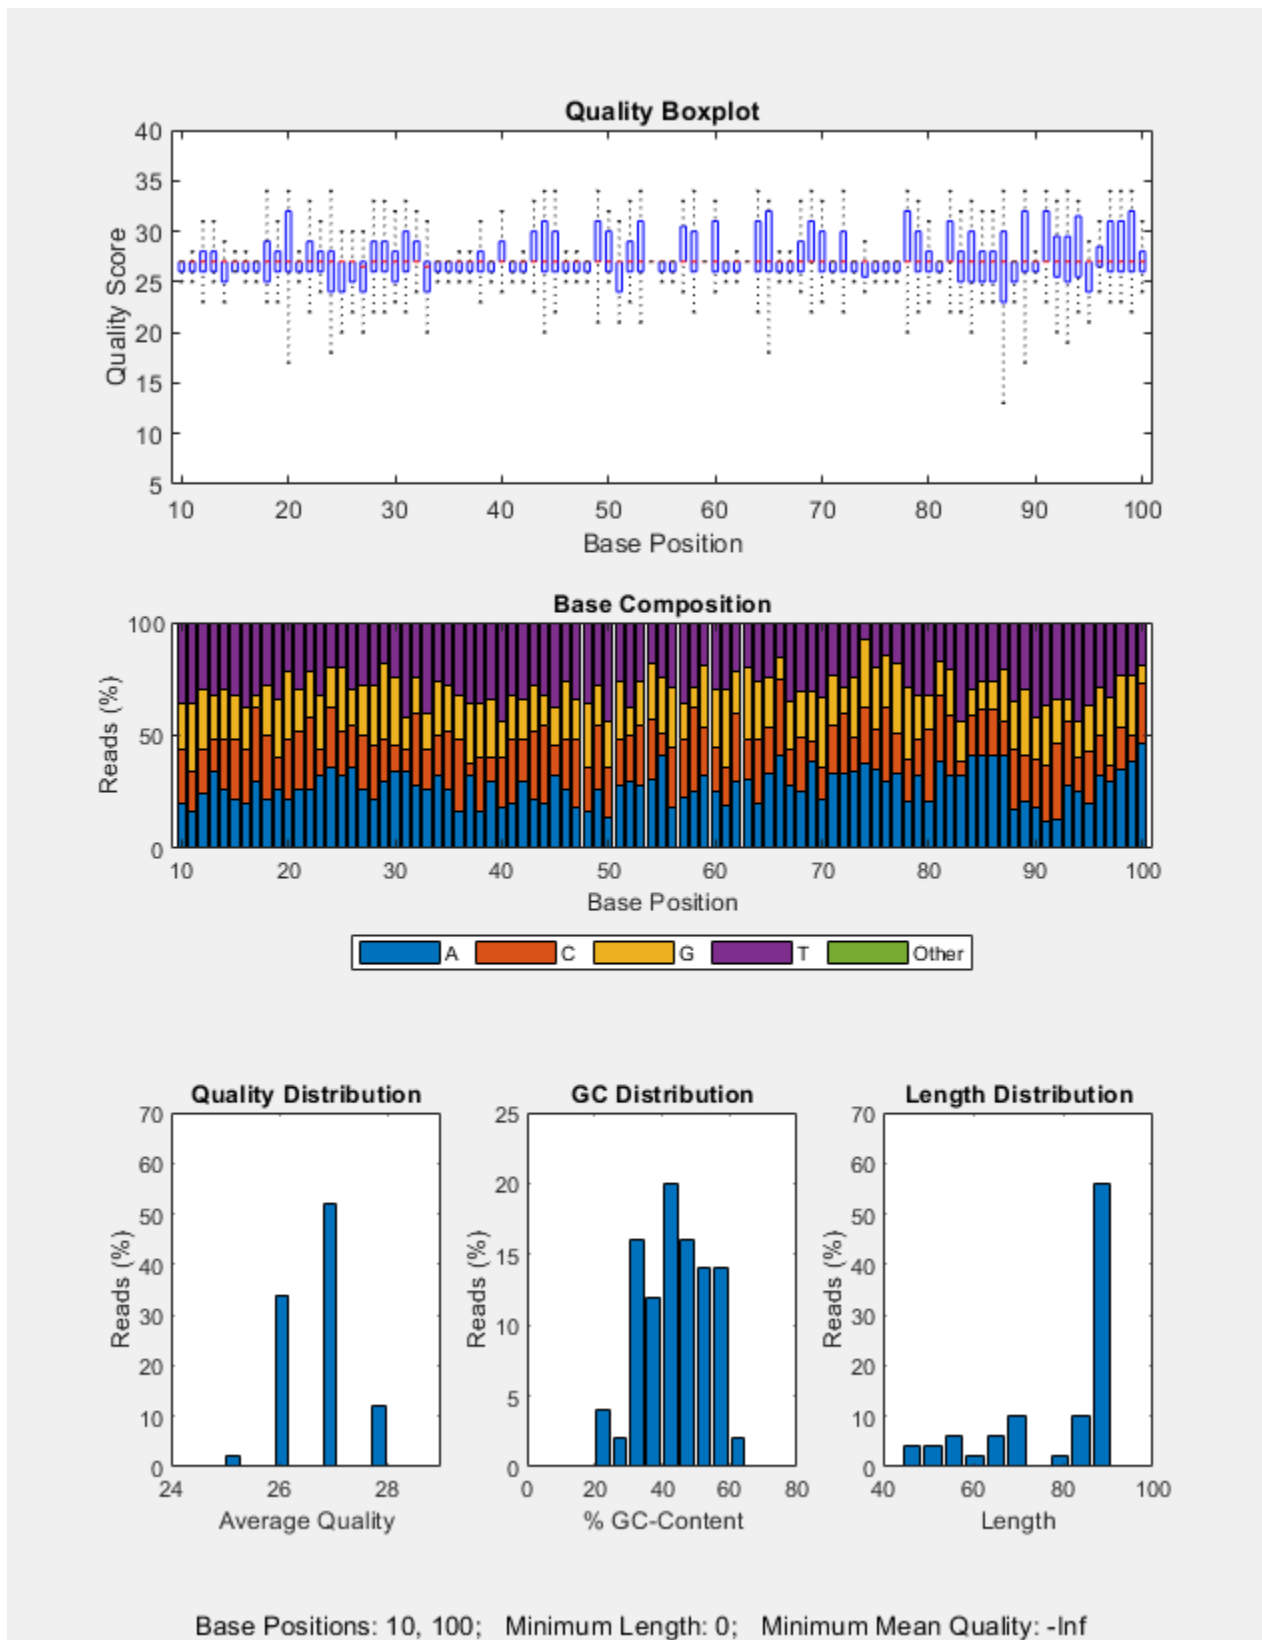 Quality Boxplot
40
35
30
25
20
15
10
5
Quality Score
10 20 30 40 50 60 70 80 90 100
Base Position
Base Composition
100
50
0
Reads (%)
10 20 30 40 50 60 70 80 90 100
Base Position
A C G T Other
Quality Distribution
70
60
50
40
30
20
10
0
Reads (%)
24 26 28
Average Quality
GC Distribution
25
20
15
10
5
0
Reads (%)
0 20 40 60 80
% GC-Content
Length Distribution
70
60
50
40
30
20
10
0
Reads (%)
40 60 80 100
Length
Base Positions: 10, 100; Minimum Length: 0; Minimum Mean Quality: -Inf